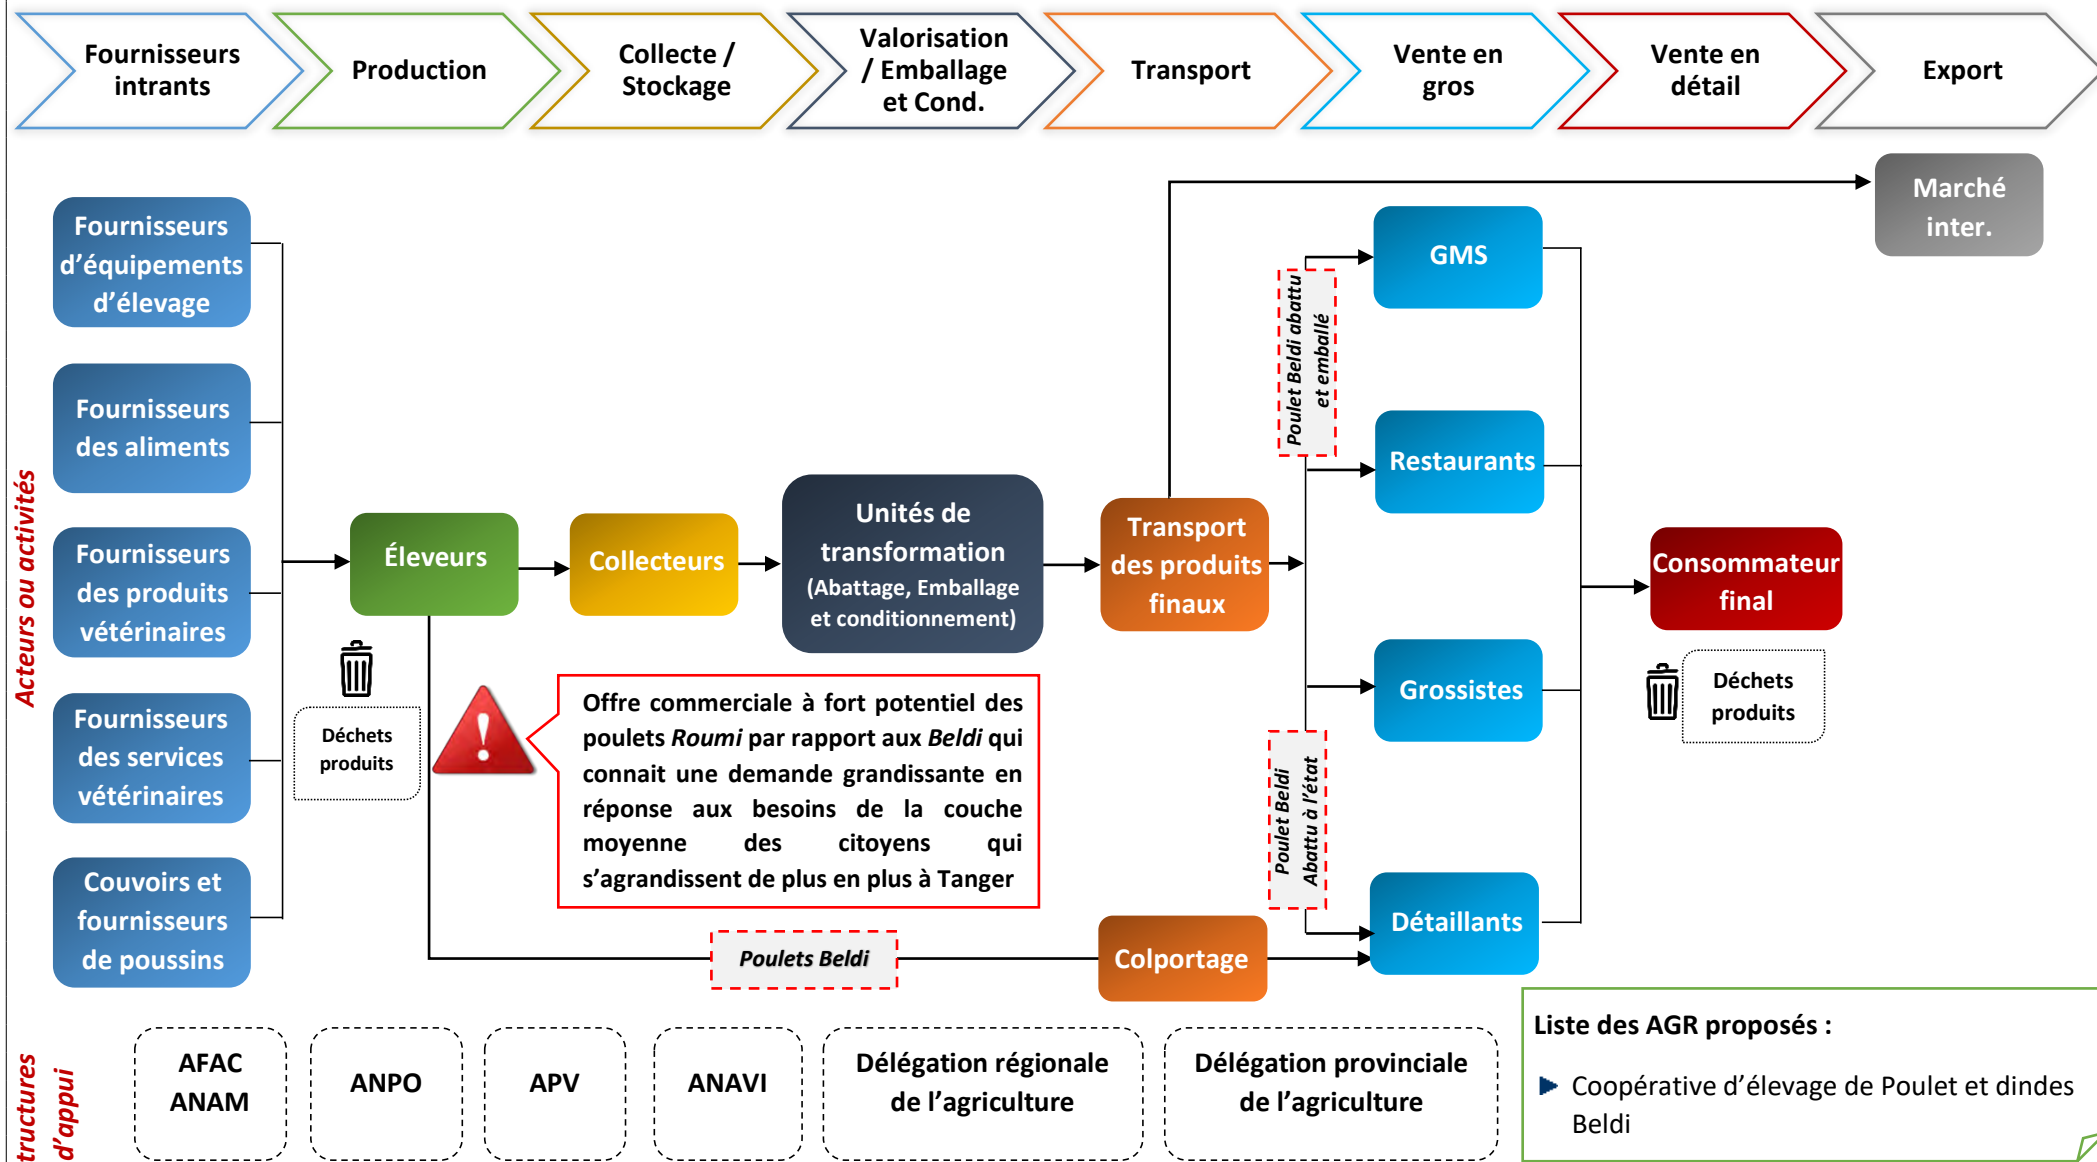 Fournisseurs
intrants
Production
Collecte /
Stockage
Valorisation
/ Emballage
et Cond.
Transport
Vente en
gros
Vente en
détail
Export
Acteurs ou activités
Fournisseurs
d’équipements
d’élevage
Fournisseurs
des aliments
Fournisseurs
des produits
vétérinaires
Fournisseurs
des services
vétérinaires
Couvoirs et
fournisseurs
de poussins
Éleveurs
Déchets
produits
Collecteurs
Unités de
transformation
(Abattage, Emballage
et conditionnement)
Offre commerciale à fort potentiel des
poulets Roumi par rapport aux Beldi qui
connait une demande grandissante en
réponse aux besoins de la couche
moyenne des citoyens qui
s’agrandissent de plus en plus à Tanger
Poulets Beldi
Transport
des produits
finaux
Colportage
Poulet Beldi abattu
et emballé
Poulet Beldi
Abattu à l’état
GMS
Restaurants
Grossistes
Détaillants
Marché
inter.
Consommateur
final
Déchets
produits
tructures
d’appui
AFAC
ANAM
ANPO
APV
ANAVI
Délégation régionale
de l’agriculture
Délégation provinciale
de l’agriculture
Liste des AGR proposés :
Coopérative d’élevage de Poulet et dindes
Beldi